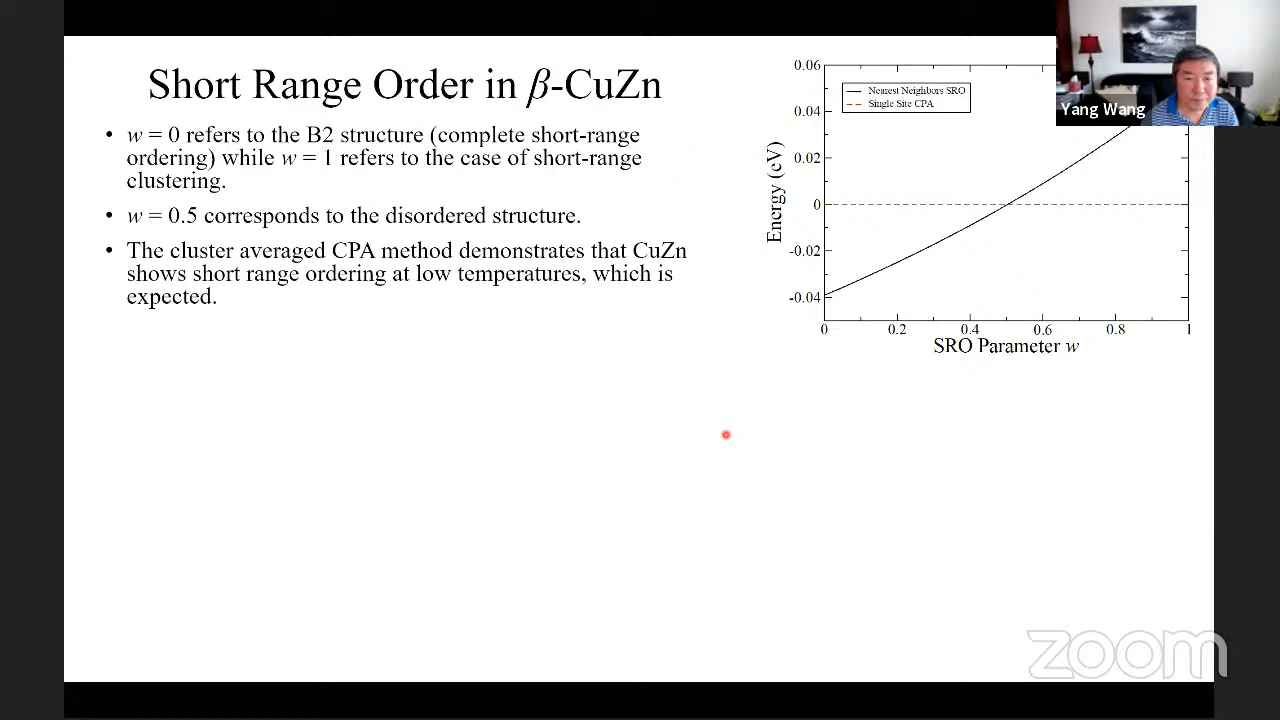 Short Range Order in β-CuZn
• w = 0 refers to the B2 structure (complete short-range
ordering) while w = 1 refers to the case of short-range
clustering.
• w = 0.5 corresponds to the disordered structure.
• The cluster averaged CPA method demonstrates that CuZn
shows short range ordering at low temperatures, which is
expected.
0.06
0.04
0.02
0
-0.02
-0.04
Energy (eV)
Nearest Neighbors SRO
Single Site CPA
0 0.2 0.4 0.6 0.8 1
SRO Parameter w
Yang Wang
zoom